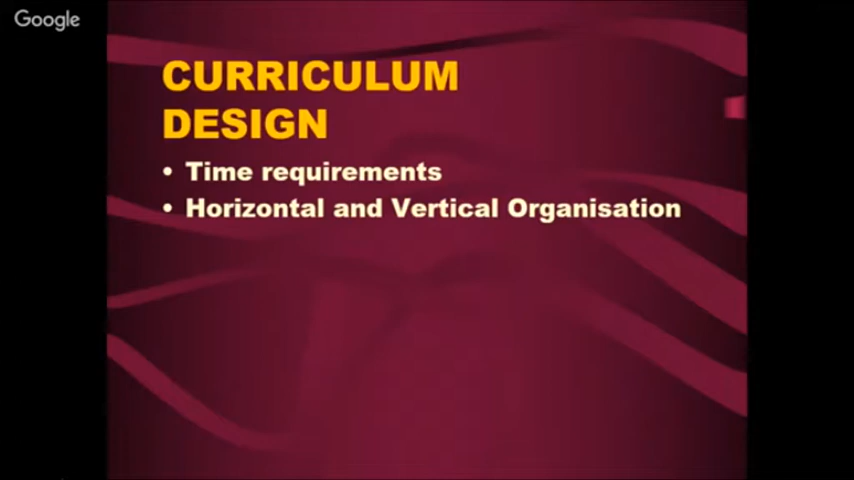 Google
CURRICULUM
DESIGN
• Time requirements
• Horizontal and Vertical Organisation